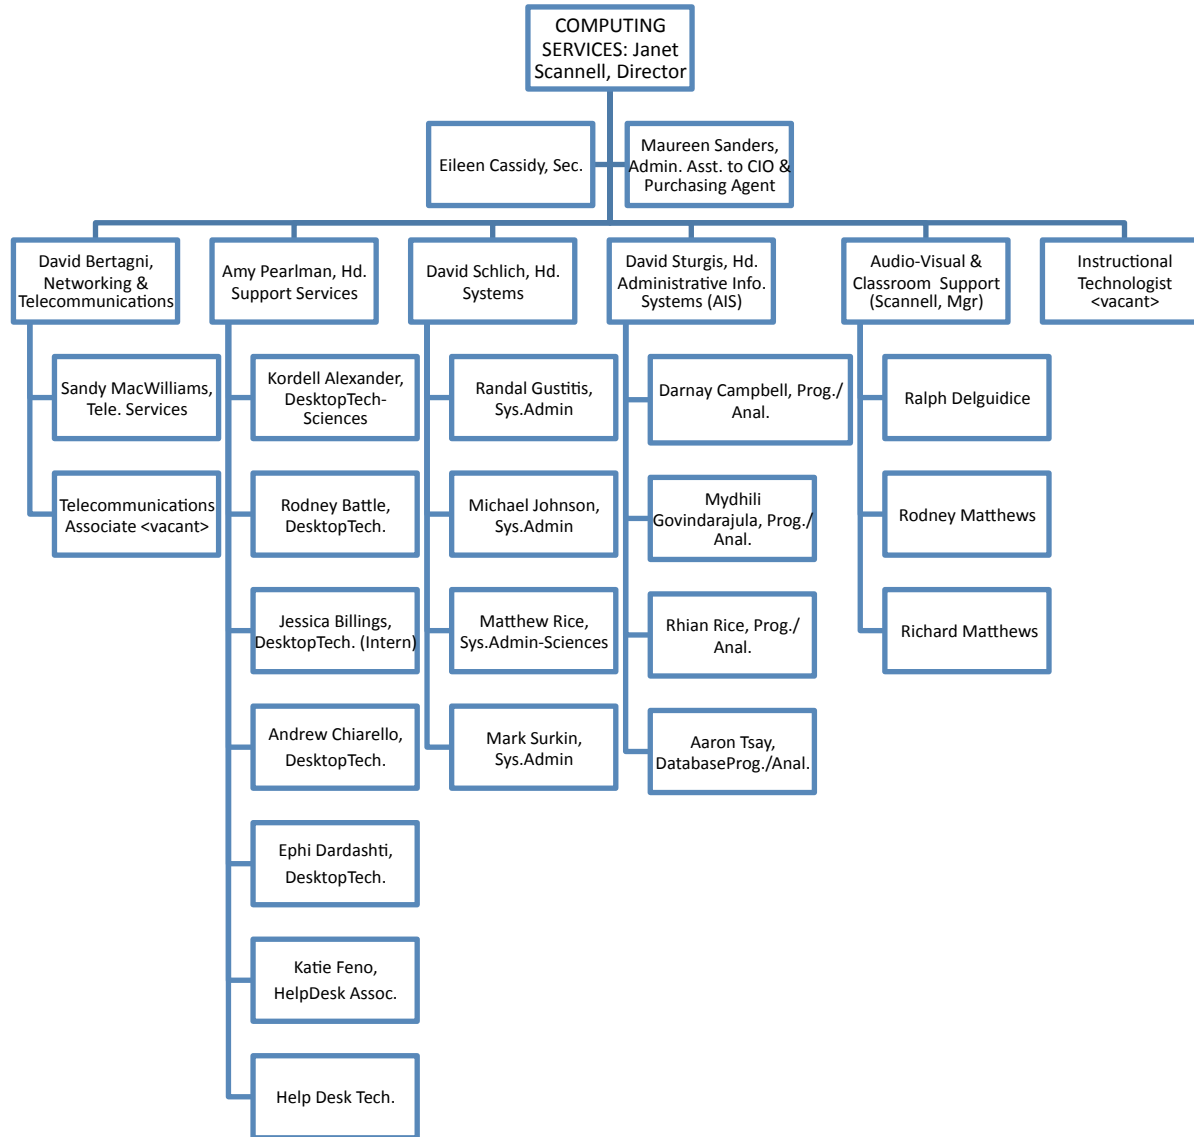 COMPUTING
SERVICES: Janet
Scannell, Director
Eileen Cassidy, Sec.
Maureen Sanders,
Admin. Asst. to CIO &
Purchasing Agent
David Bertagni,
Networking &
Telecommunications
Amy Pearlman, Hd.
Support Services
David Schlich, Hd.
Systems
David Sturgis, Hd.
Administrative Info.
Systems (AIS)
Audio-Visual &
Classroom Support
(Scannell, Mgr)
Instructional
Technologist
<vacant>
Sandy MacWilliams,
Tele. Services
Telecommunications
Associate <vacant>
Kordell Alexander,
DesktopTech-
Sciences
Rodney Battle,
DesktopTech.
Jessica Billings,
DesktopTech. (Intern)
Andrew Chiarello,
DesktopTech.
Ephi Dardashti,
DesktopTech.
Katie Feno,
HelpDesk Assoc.
Help Desk Tech.
Randal Gustitis,
Sys.Admin
Michael Johnson,
Sys.Admin
Matthew Rice,
Sys.Admin-Sciences
Mark Surkin,
Sys.Admin
Darnay Campbell, Prog./
Anal.
Mydhili
Govindarajula, Prog./
Anal.
Rhian Rice, Prog./
Anal.
Aaron Tsay,
DatabaseProg./Anal.
Ralph Delguidice
Rodney Matthews
Richard Matthews